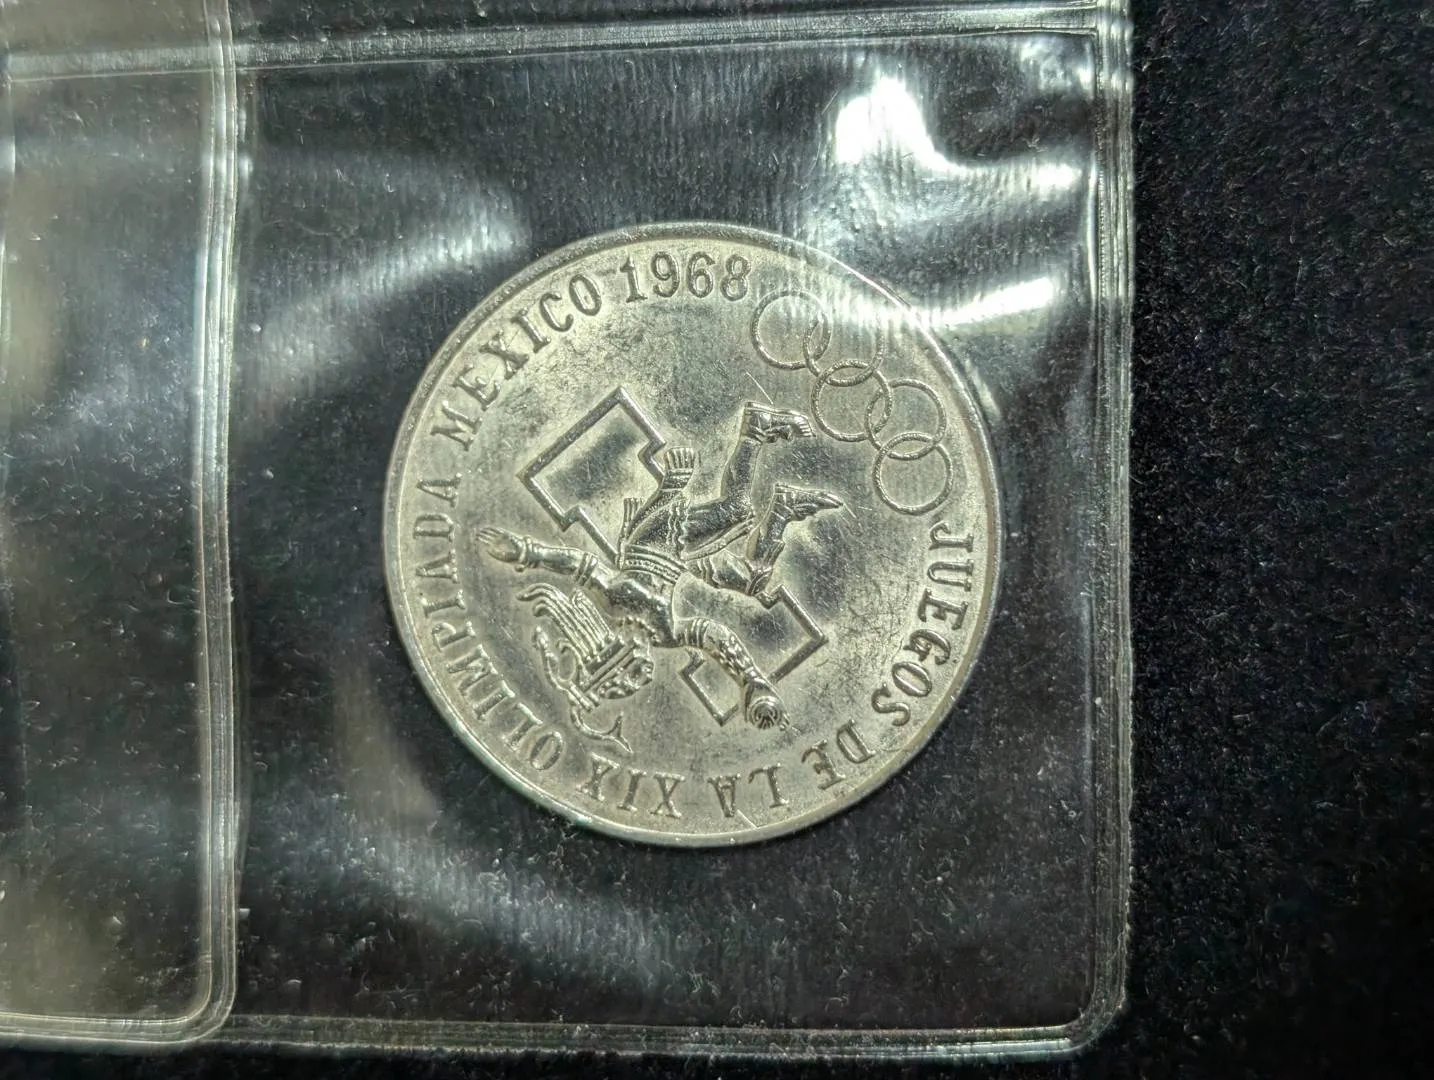 JUEGOS DE LA XIX OLIMPIADA MEXICO 1968